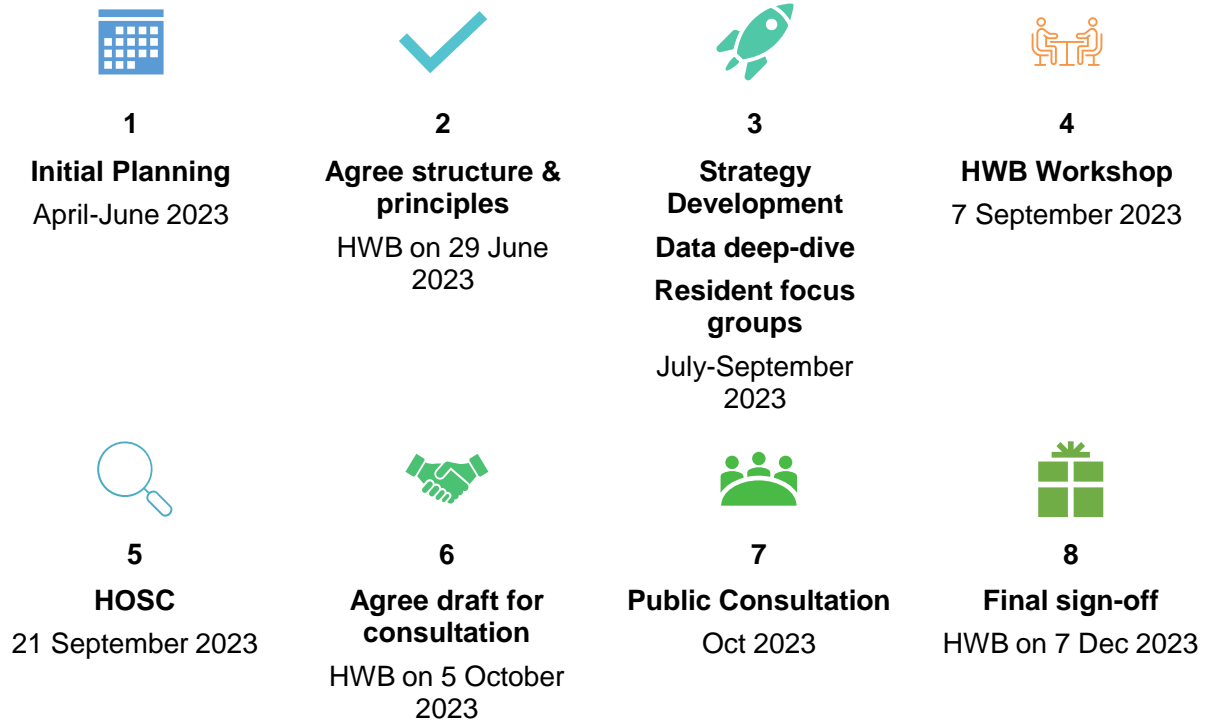 1
Initial Planning
April-June 2023
2
Agree structure &
principles
HWB on 29 June
2023
3
Strategy
Development
Data deep-dive
Resident focus
groups
July-September
2023
4
HWB Workshop
7 September 2023
5
HOSC
21 September 2023
6
Agree draft for
consultation
HWB on 5 October
2023
7
Public Consultation
Oct 2023
8
Final sign-off
HWB on 7 Dec 2023